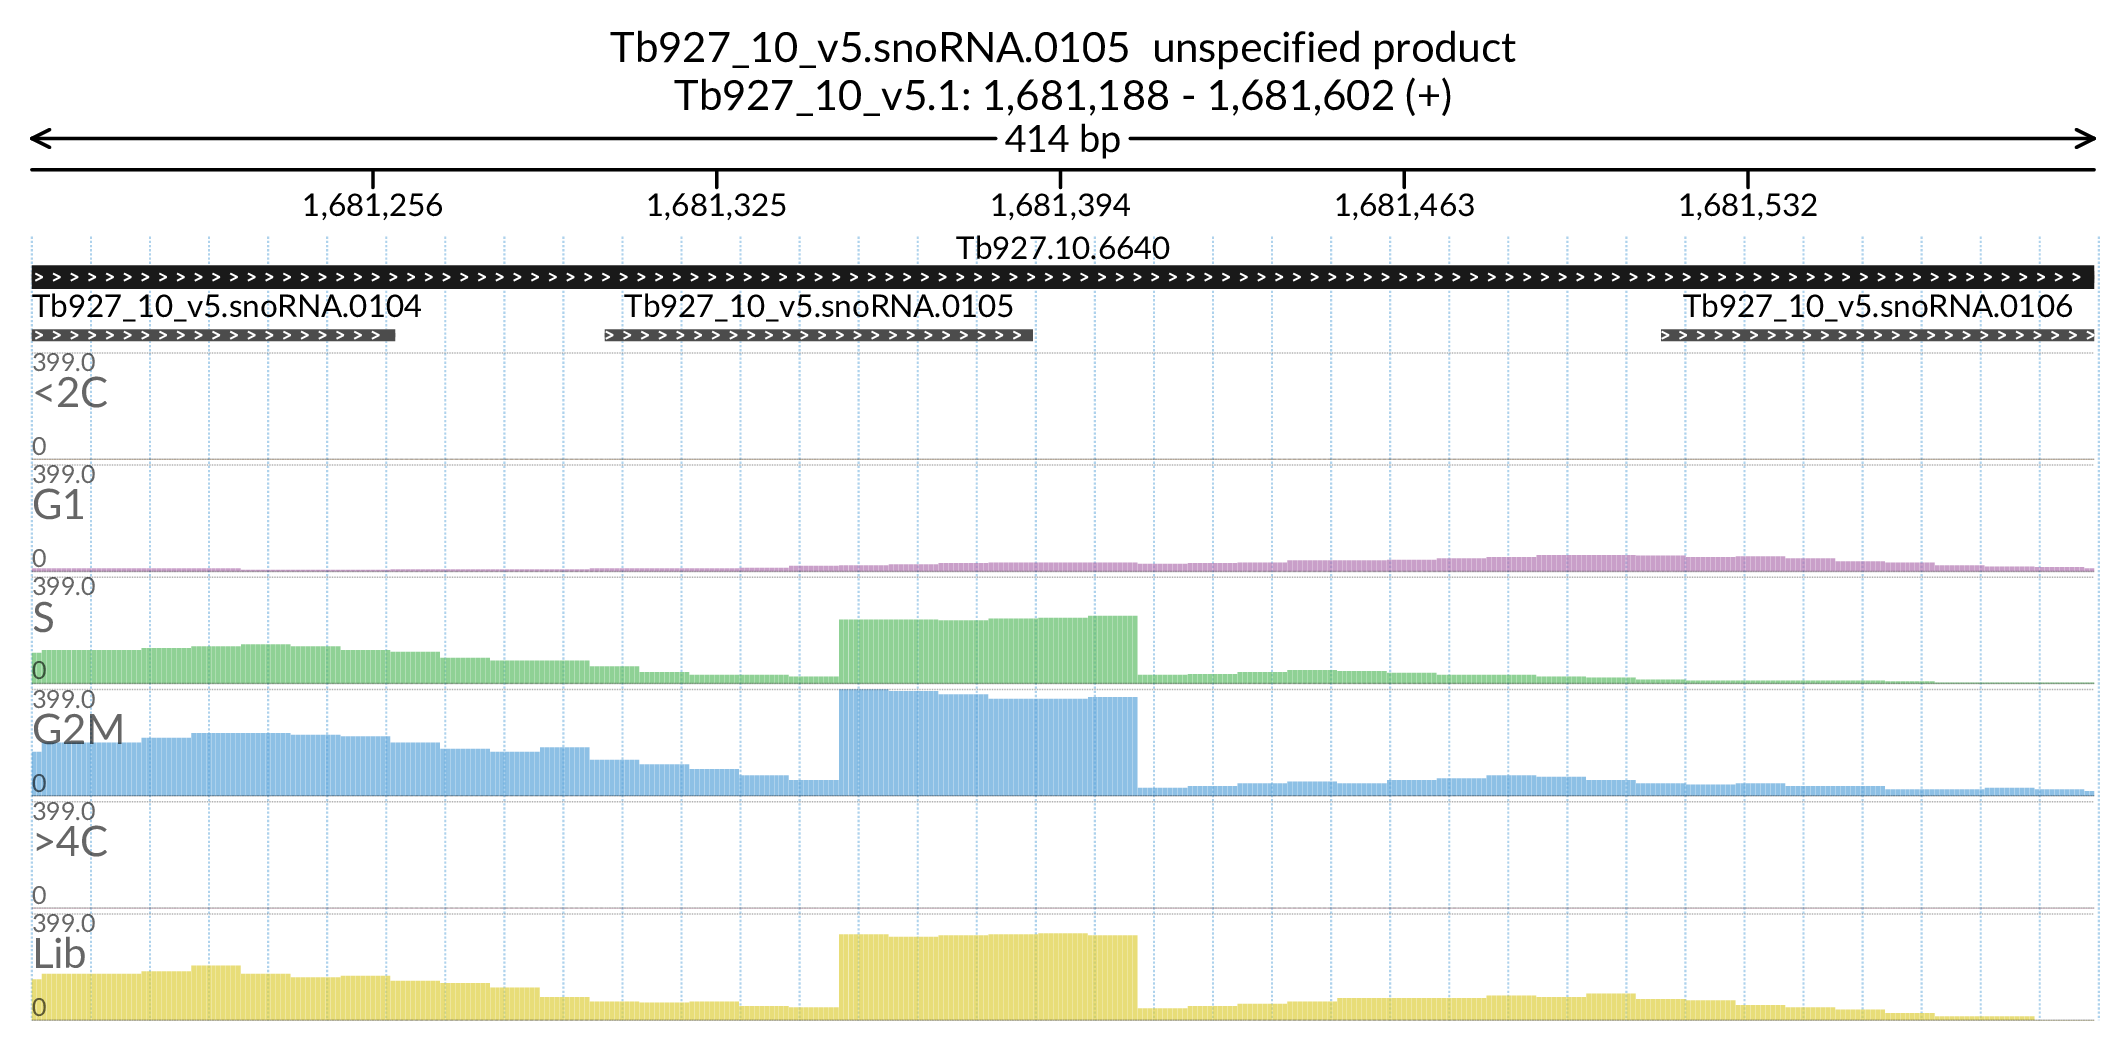 Tb927_10_v5.snoRNA.0105  unspecified product
Tb927_10_v5.1: 1,681,188 - 1,681,602 (+)
414 bp
1,681,256 1,681,325 1,681,394 1,681,463 1,681,532
Tb927.10.6640
Tb927_10_v5.snoRNA.0104 Tb927_10_v5.snoRNA.0105 Tb927_10_v5.snoRNA.0106
399.0
<2C
0
399.0
G1
0
399.0
S
0
399.0
G2M
0
399.0
>4C
0
399.0
Lib
0